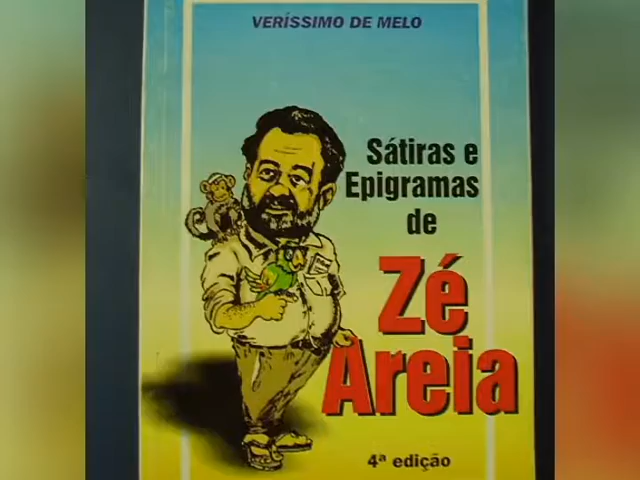 VERÍSSIMO DE MELO
Sátiras e
Epigramas
de
Zé
Areia
4ª edição